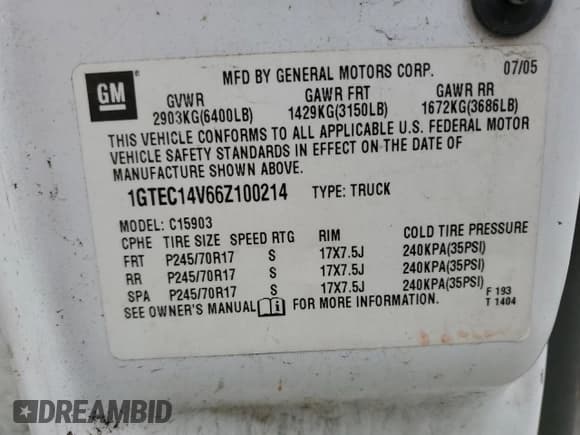 GM ®
MFD BY GENERAL MOTORS CORP. 07/05
GVWR GAWR FRT GAWR RR
2903KG(6400LB) 1429KG(3150LB) 1672KG(3686LB)
THIS VEHICLE CONFORMS TO ALL APPLICABLE U.S. FEDERAL MOTOR
VEHICLE SAFETY STANDARDS IN EFFECT ON THE DATE OF
MANUFACTURE SHOWN ABOVE.
1GTEC14V66Z100214 TYPE: TRUCK
MODEL: C15903
CPHE TIRE SIZE SPEED RTG RIM COLD TIRE PRESSURE
FRT P245/70R17 S 17X7.5J 240KPA(35PSI)
RR P245/70R17 S 17X7.5J 240KPA(35PSI)
SPA P245/70R17 S 17X7.5J 240KPA(35PSI)
SEE OWNER'S MANUAL FOR MORE INFORMATION.
F 193
T 1404
DREAMBID